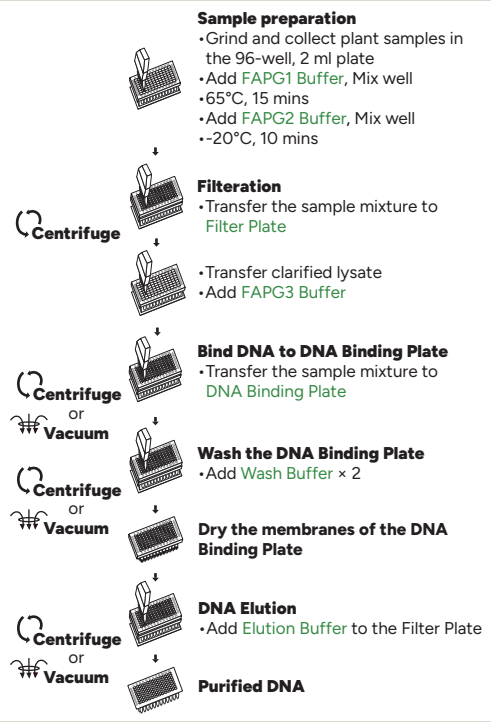 Sample preparation
•Grind and collect plant samples in
the 96-well, 2 ml plate
•Add FAPG1 Buffer, Mix well
•65°C, 15 mins
•Add FAPG2 Buffer, Mix well
•-20°C, 10 mins
Filteration
•Transfer the sample mixture to
Filter Plate
Centrifuge
•Transfer clarified lysate
•Add FAPG3 Buffer
Bind DNA to DNA Binding Plate
•Transfer the sample mixture to
DNA Binding Plate
Centrifuge
or
Vacuum
Wash the DNA Binding Plate
•Add Wash Buffer × 2
Centrifuge
or
Vacuum
Dry the membranes of the DNA
Binding Plate
DNA Elution
•Add Elution Buffer to the Filter Plate
Centrifuge
or
Vacuum
Purified DNA